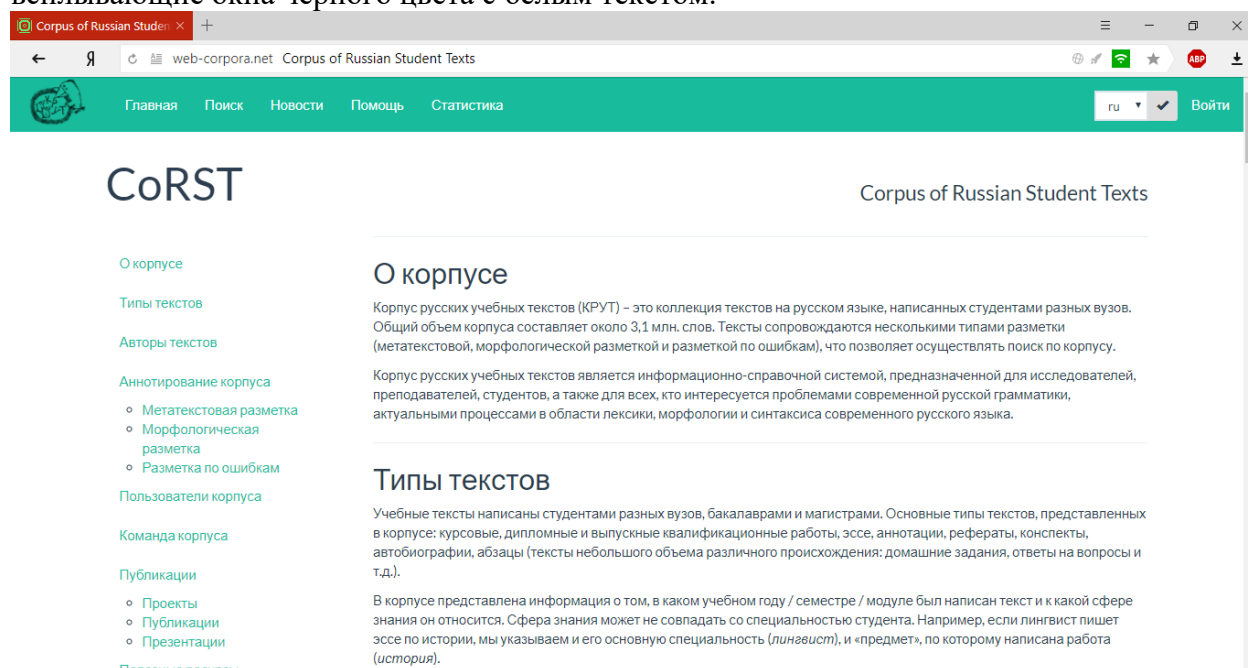 всплывающие окна черного цвета с белым текстом.
Corpus of Russian Studen
web-corpora.net Corpus of Russian Student Texts
ABP
Главная Поиск Новости Помощь Статистика
ru
Войти
CoRST
Corpus of Russian Student Texts
О корпусе
Типы текстов
Авторы текстов
Аннотирование корпуса
Метатекстовая разметка
Морфологическая
разметка
Разметка по ошибкам
Пользователи корпуса
Команда корпуса
Публикации
Проекты
Публикации
Презентации
О корпусе
Корпус русских учебных текстов (КРУТ) – это коллекция текстов на русском языке, написанных студентами разных вузов.
Общий объем корпуса составляет около 3,1 млн. слов. Тексты сопровождаются несколькими типами разметки
(метатекстовой, морфологической разметкой и разметкой по ошибкам), что позволяет осуществлять поиск по корпусу.
Корпус русских учебных текстов является информационно-справочной системой, предназначенной для исследователей,
преподавателей, студентов, а также для всех, кто интересуется проблемами современной русской грамматики,
актуальными процессами в области лексики, морфологии и синтаксиса современного русского языка.
Типы текстов
Учебные тексты написаны студентами разных вузов, бакалаврами и магистрами. Основные типы текстов, представленных
в корпусе: курсовые, дипломные и выпускные квалификационные работы, эссе, аннотации, рефераты, конспекты,
автобиографии, абзацы (тексты небольшого объема различного происхождения: домашние задания, ответы на вопросы и
т.д.).
В корпусе представлена информация о том, в каком учебном году / семестре / модуле был написан текст и к какой сфере
знания он относится. Сфера знания может не совпадать со специальностью студента. Например, если лингвист пишет
эссе по истории, мы указываем и его основную специальность (лингвист), и «предмет», по которому написана работа
(история).